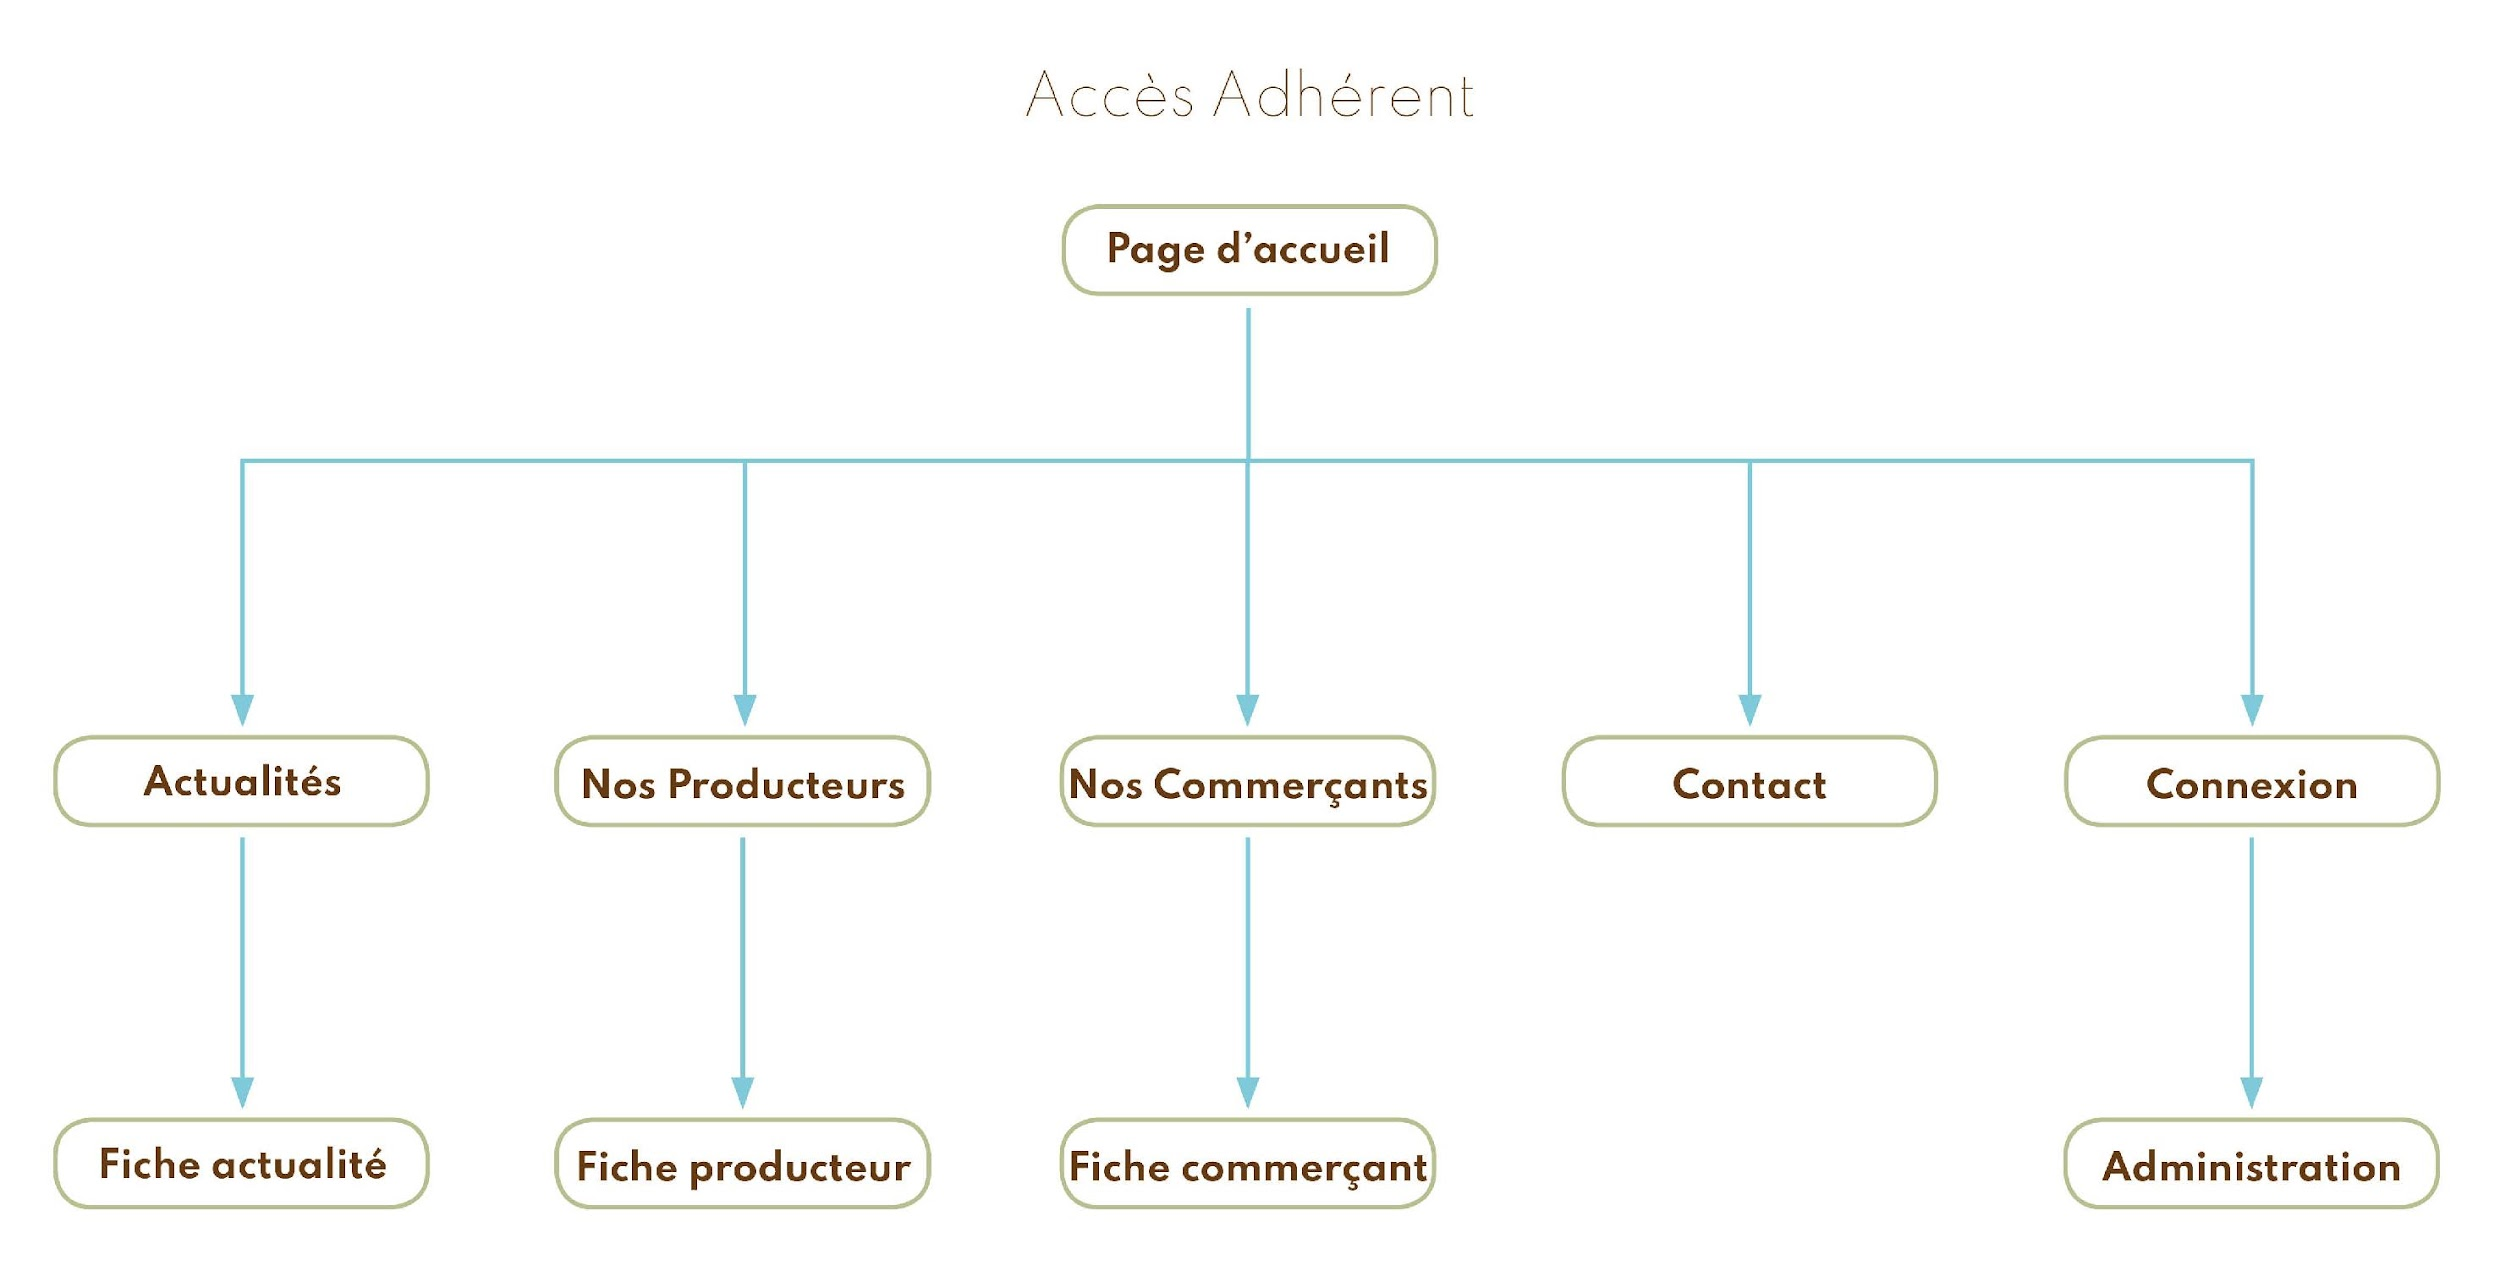 Accès Adhérent
Page d’accueil
Actualités
Nos Producteurs
Nos Commerçants
Contact
Connexion
Fiche actualité
Fiche producteur
Fiche commerçant
Administration